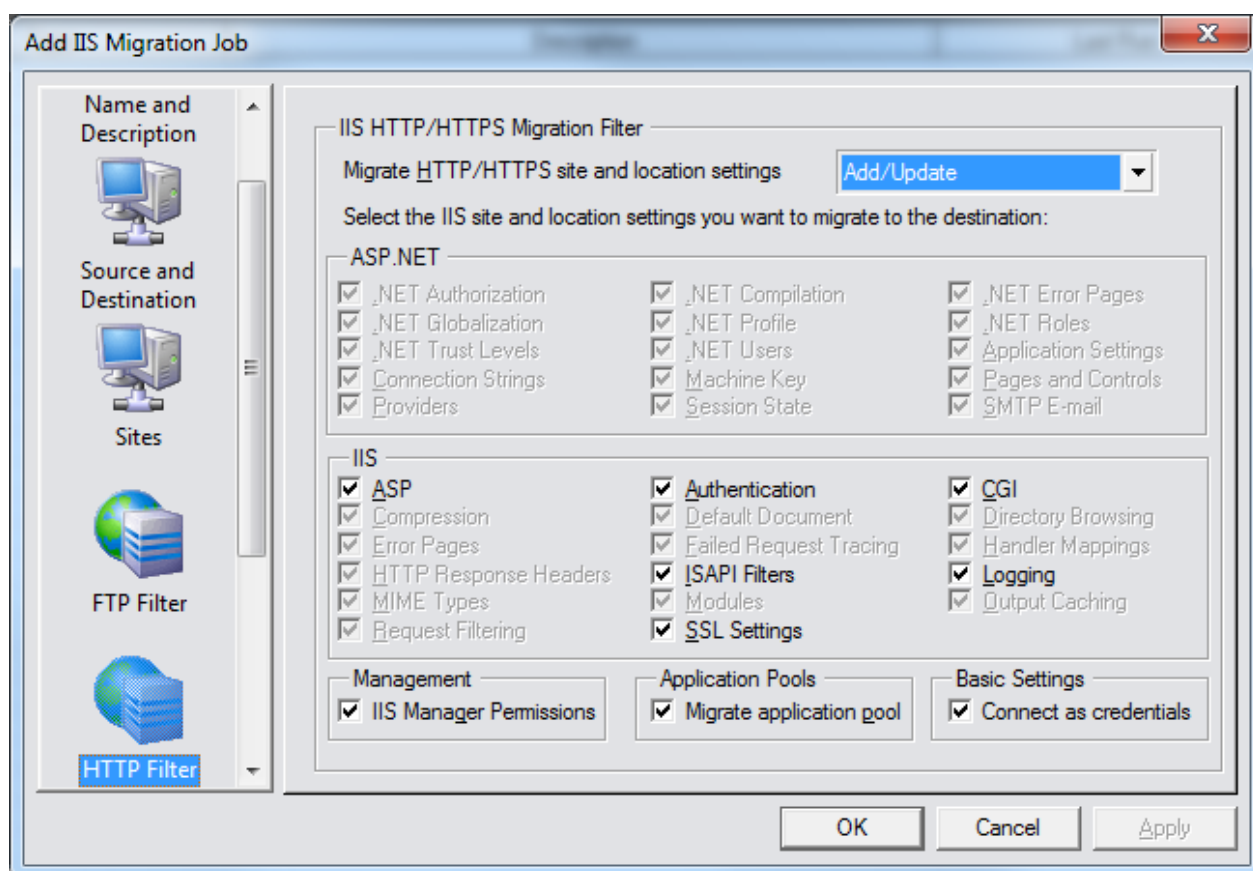 Add IIS Migration Job
Name and
Description
Source and
Destination
Sites
FTP Filter
HTTP Filter
IIS HTTP/HTTPS Migration Filter
Migrate HTTP/HTTPS site and location settings Add/Update
Select the IIS site and location settings you want to migrate to the destination:
ASP.NET
.NET Authorization .NET Compilation .NET Error Pages
.NET Globalization .NET Profile .NET Roles
.NET Trust Levels .NET Users Application Settings
Connection Strings Machine Key Pages and Controls
Providers Session State SMTP E-mail
IIS
ASP Authentication CGI
Compression Default Document Directory Browsing
Error Pages Failed Request Tracing Handler Mappings
HTTP Response Headers ISAPI Filters Logging
MIME Types Modules Output Caching
Request Filtering SSL Settings
Management Application Pools Basic Settings
IIS Manager Permissions Migrate application pool Connect as credentials
OK Cancel Apply